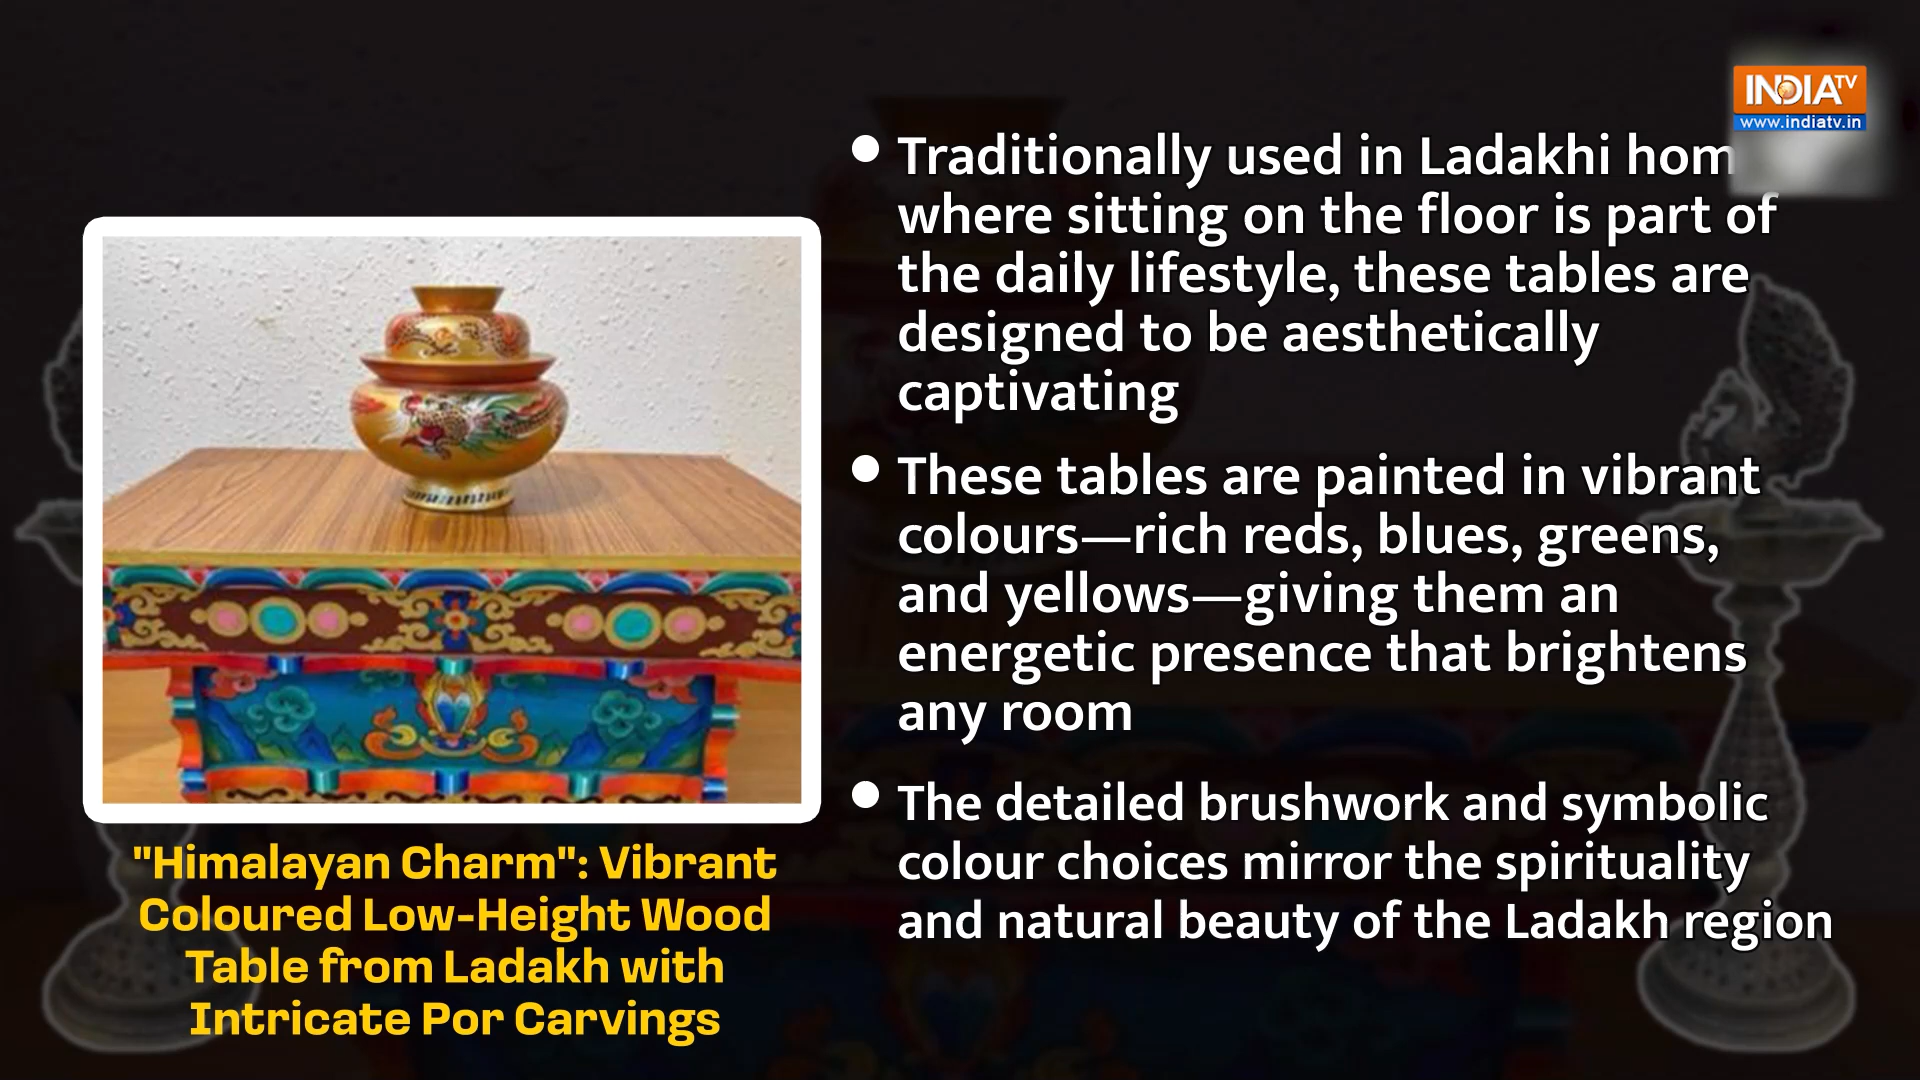 INDIA TV
www.indiatv.in
Traditionally used in Ladakhi
where sitting on the floor is part of
the daily lifestyle, these tables are
designed to be aesthetically
captivating
These tables are painted in vibrant
colours—rich reds, blues, greens,
and yellows—giving them an
energetic presence that brightens
any room
The detailed brushwork and symbolic
colour choices mirror the spirituality
and natural beauty of the Ladakh region
"Himalayan Charm": Vibrant
Coloured Low-Height Wood
Table from Ladakh with
Intricate Por Carvings